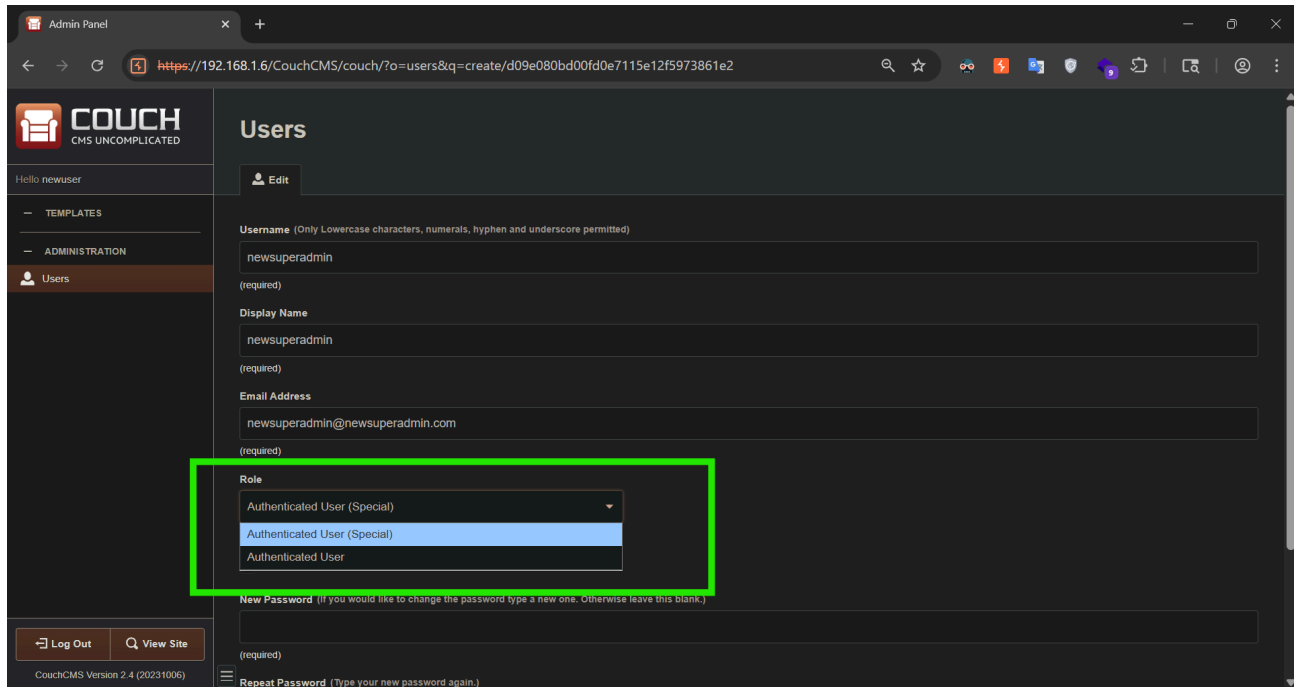 Admin Panel
https://192.168.1.6/CouchCMS/couch/?o=users&q=create/d09e080bd00fd0e7115e12f5973861e2
9
COUCH
CMS UNCOMPLICATED
Hello newuser
TEMPLATES
ADMINISTRATION
Users
Log Out
View Site
CouchCMS Version 2.4 (20231006)
Users
Edit
Username (Only Lowercase characters, numerals, hyphen and underscore permitted)
newsuperadmin
(required)
Display Name
newsuperadmin
(required)
Email Address
newsuperadmin@newsuperadmin.com
(required)
Role
Authenticated User (Special)
Authenticated User (Special)
Authenticated User
New Password (If you would like to change the password type a new one. Otherwise leave this blank.)
(required)
Repeat Password (Type your new password again.)